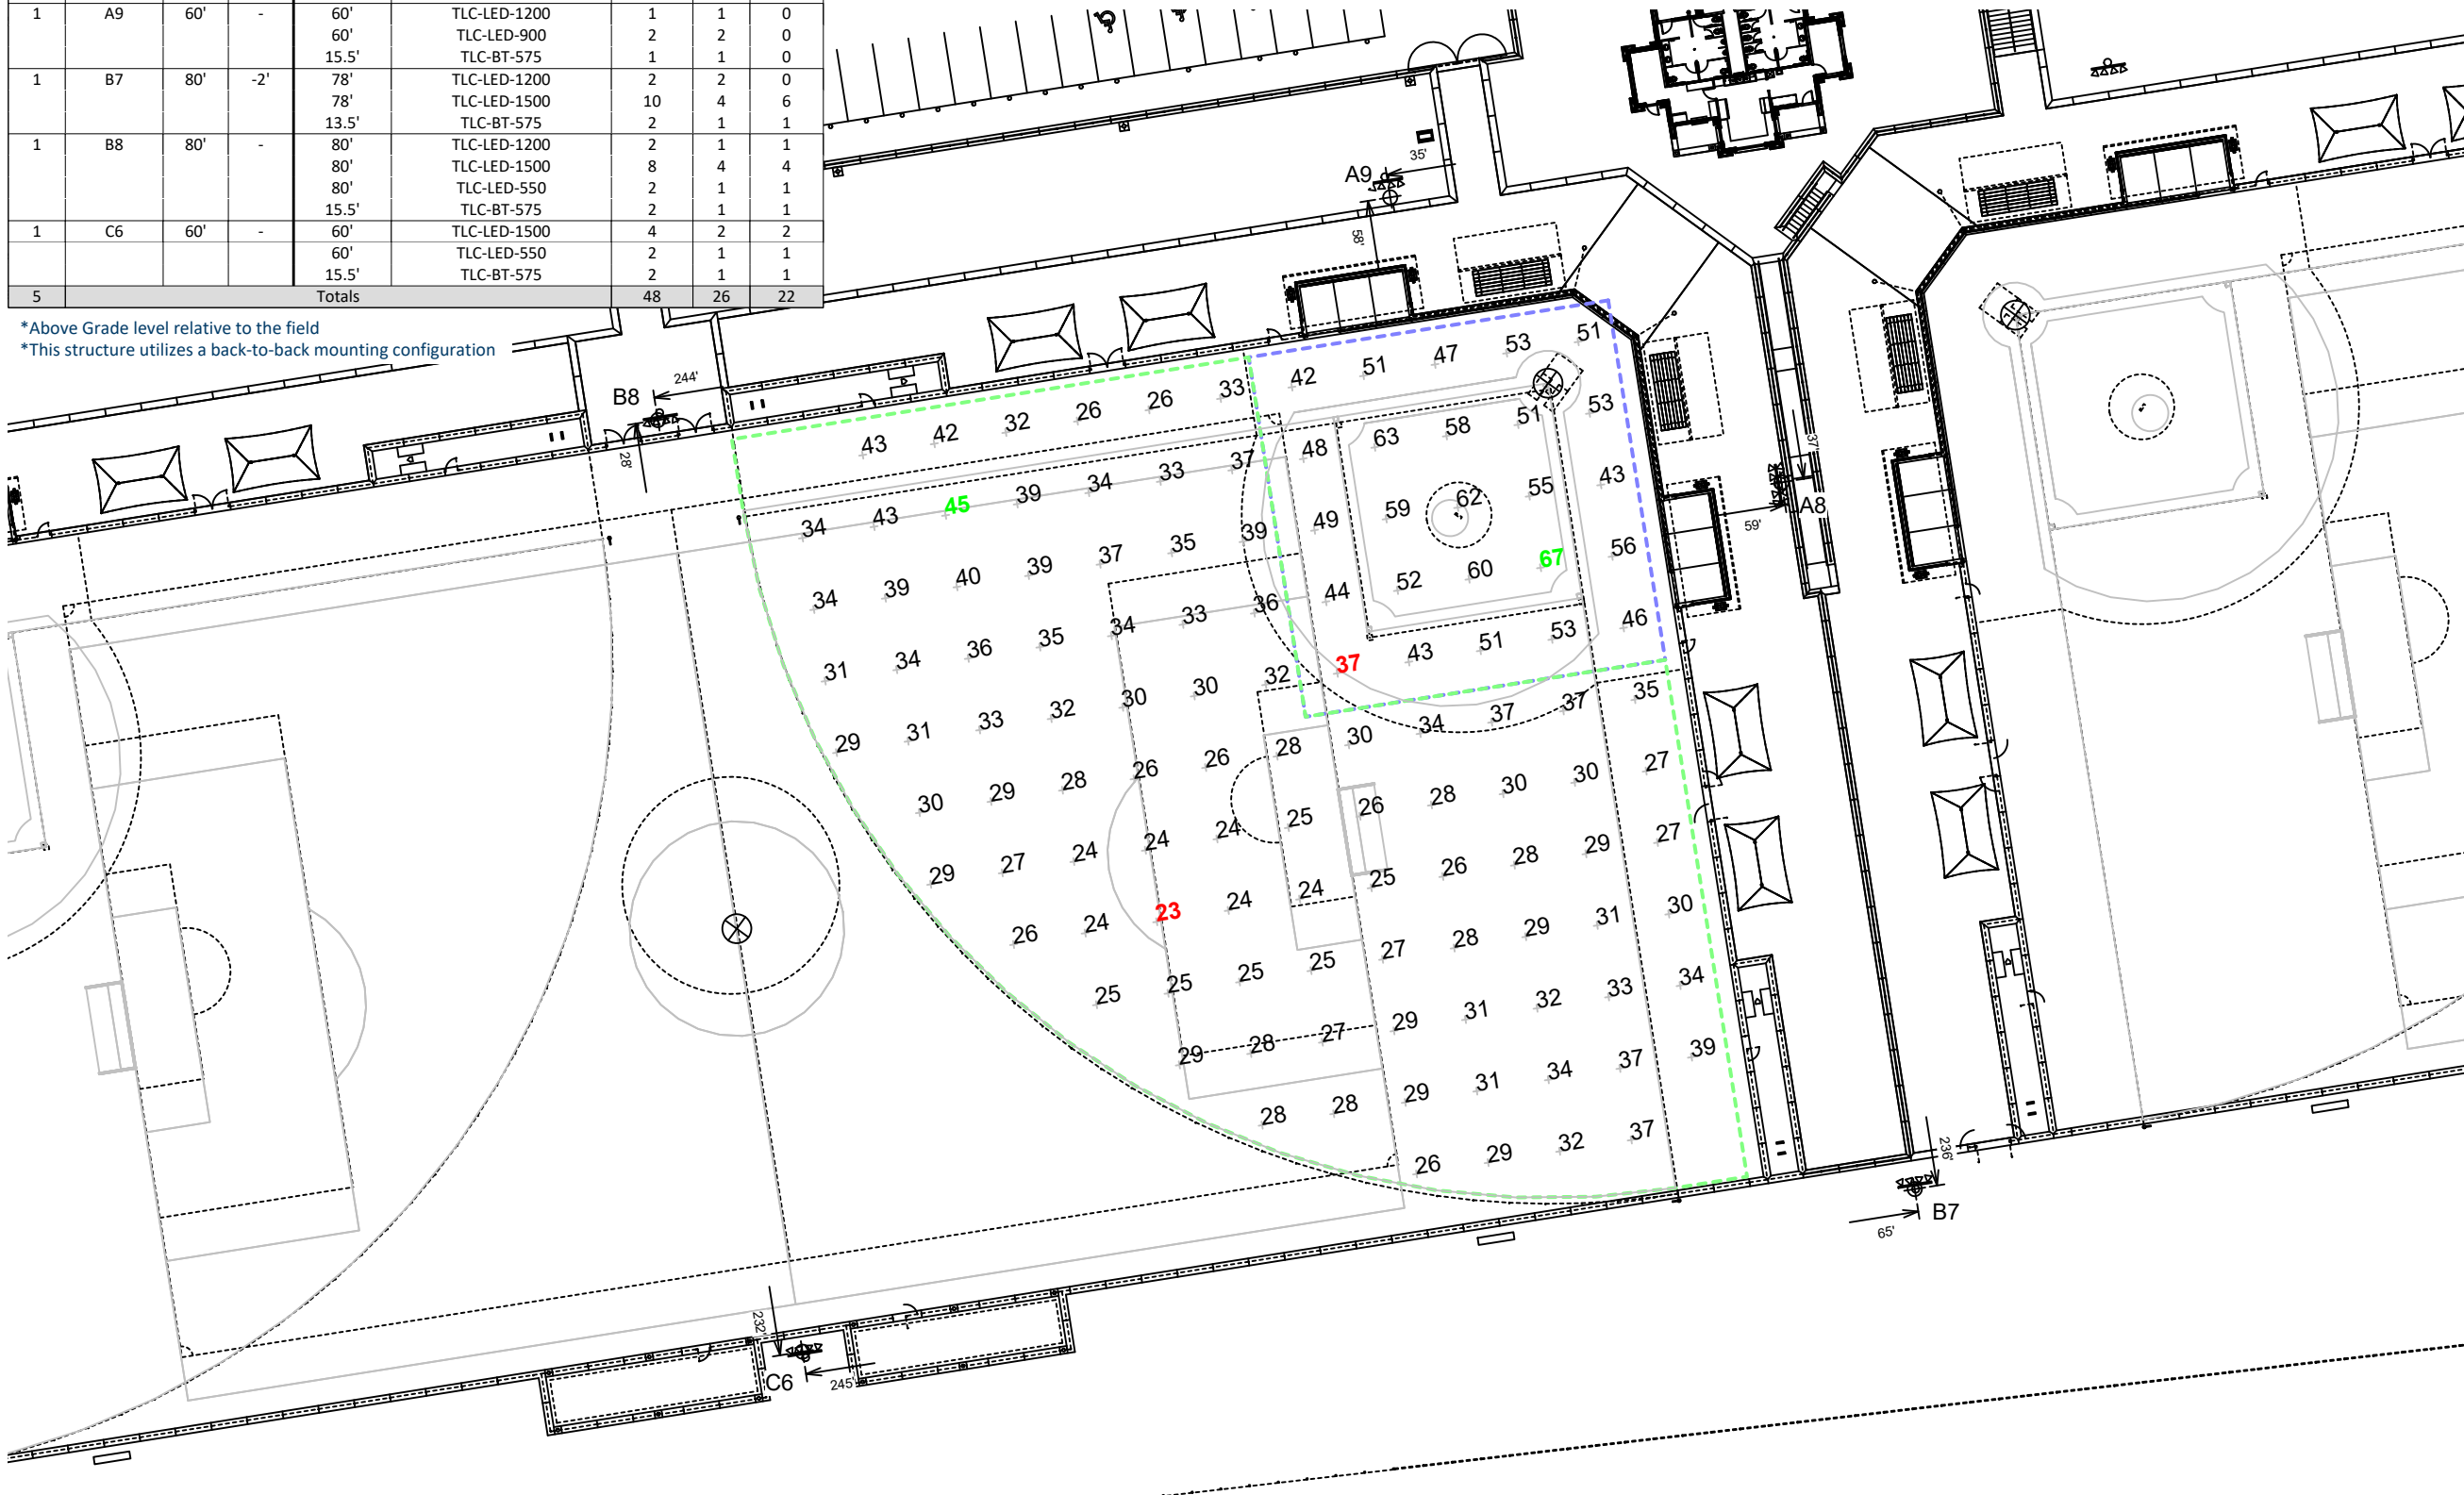 1 A9 60' - 60' TLC-LED-1200 1 1 0
60' TLC-LED-900 2 2 0
15.5' TLC-BT-575 1 1 0
1 B7 80' -2' 78' TLC-LED-1200 2 2 0
78' TLC-LED-1500 10 4 6
13.5' TLC-BT-575 2 1 1
1 B8 80' - 80' TLC-LED-1200 2 1 1
80' TLC-LED-1500 8 4 4
80' TLC-LED-550 2 1 1
15.5' TLC-BT-575 2 1 1
1 C6 60' - 60' TLC-LED-1500 4 2 2
60' TLC-LED-550 2 1 1
15.5' TLC-BT-575 2 1 1
5 Totals 48 26 22
*Above Grade level relative to the field
*This structure utilizes a back-to-back mounting configuration
A9
35'
58'
B8
244'
28'
37'
A8
59'
43 42 32 26 26 33 42 51 47 53 51
34 43 45 39 34 33 37 48 63 58 51 53
34 39 40 39 37 35 39 49 59 62 55 43
31 34 36 35 34 33 36 44 52 60 67 56
29 31 33 32 30 30 32 37 43 51 53 46
30 29 28 26 26 28 30 34 37 37 35
29 27 24 24 24 25 26 28 30 30 27
26 24 23 24 24 25 26 28 29 27
25 25 25 25 27 28 29 31 30
29 28 27 29 31 32 33 34
28 28 29 31 34 37 39
26 29 32 37
236'
B7
65'
232'
C6
245'